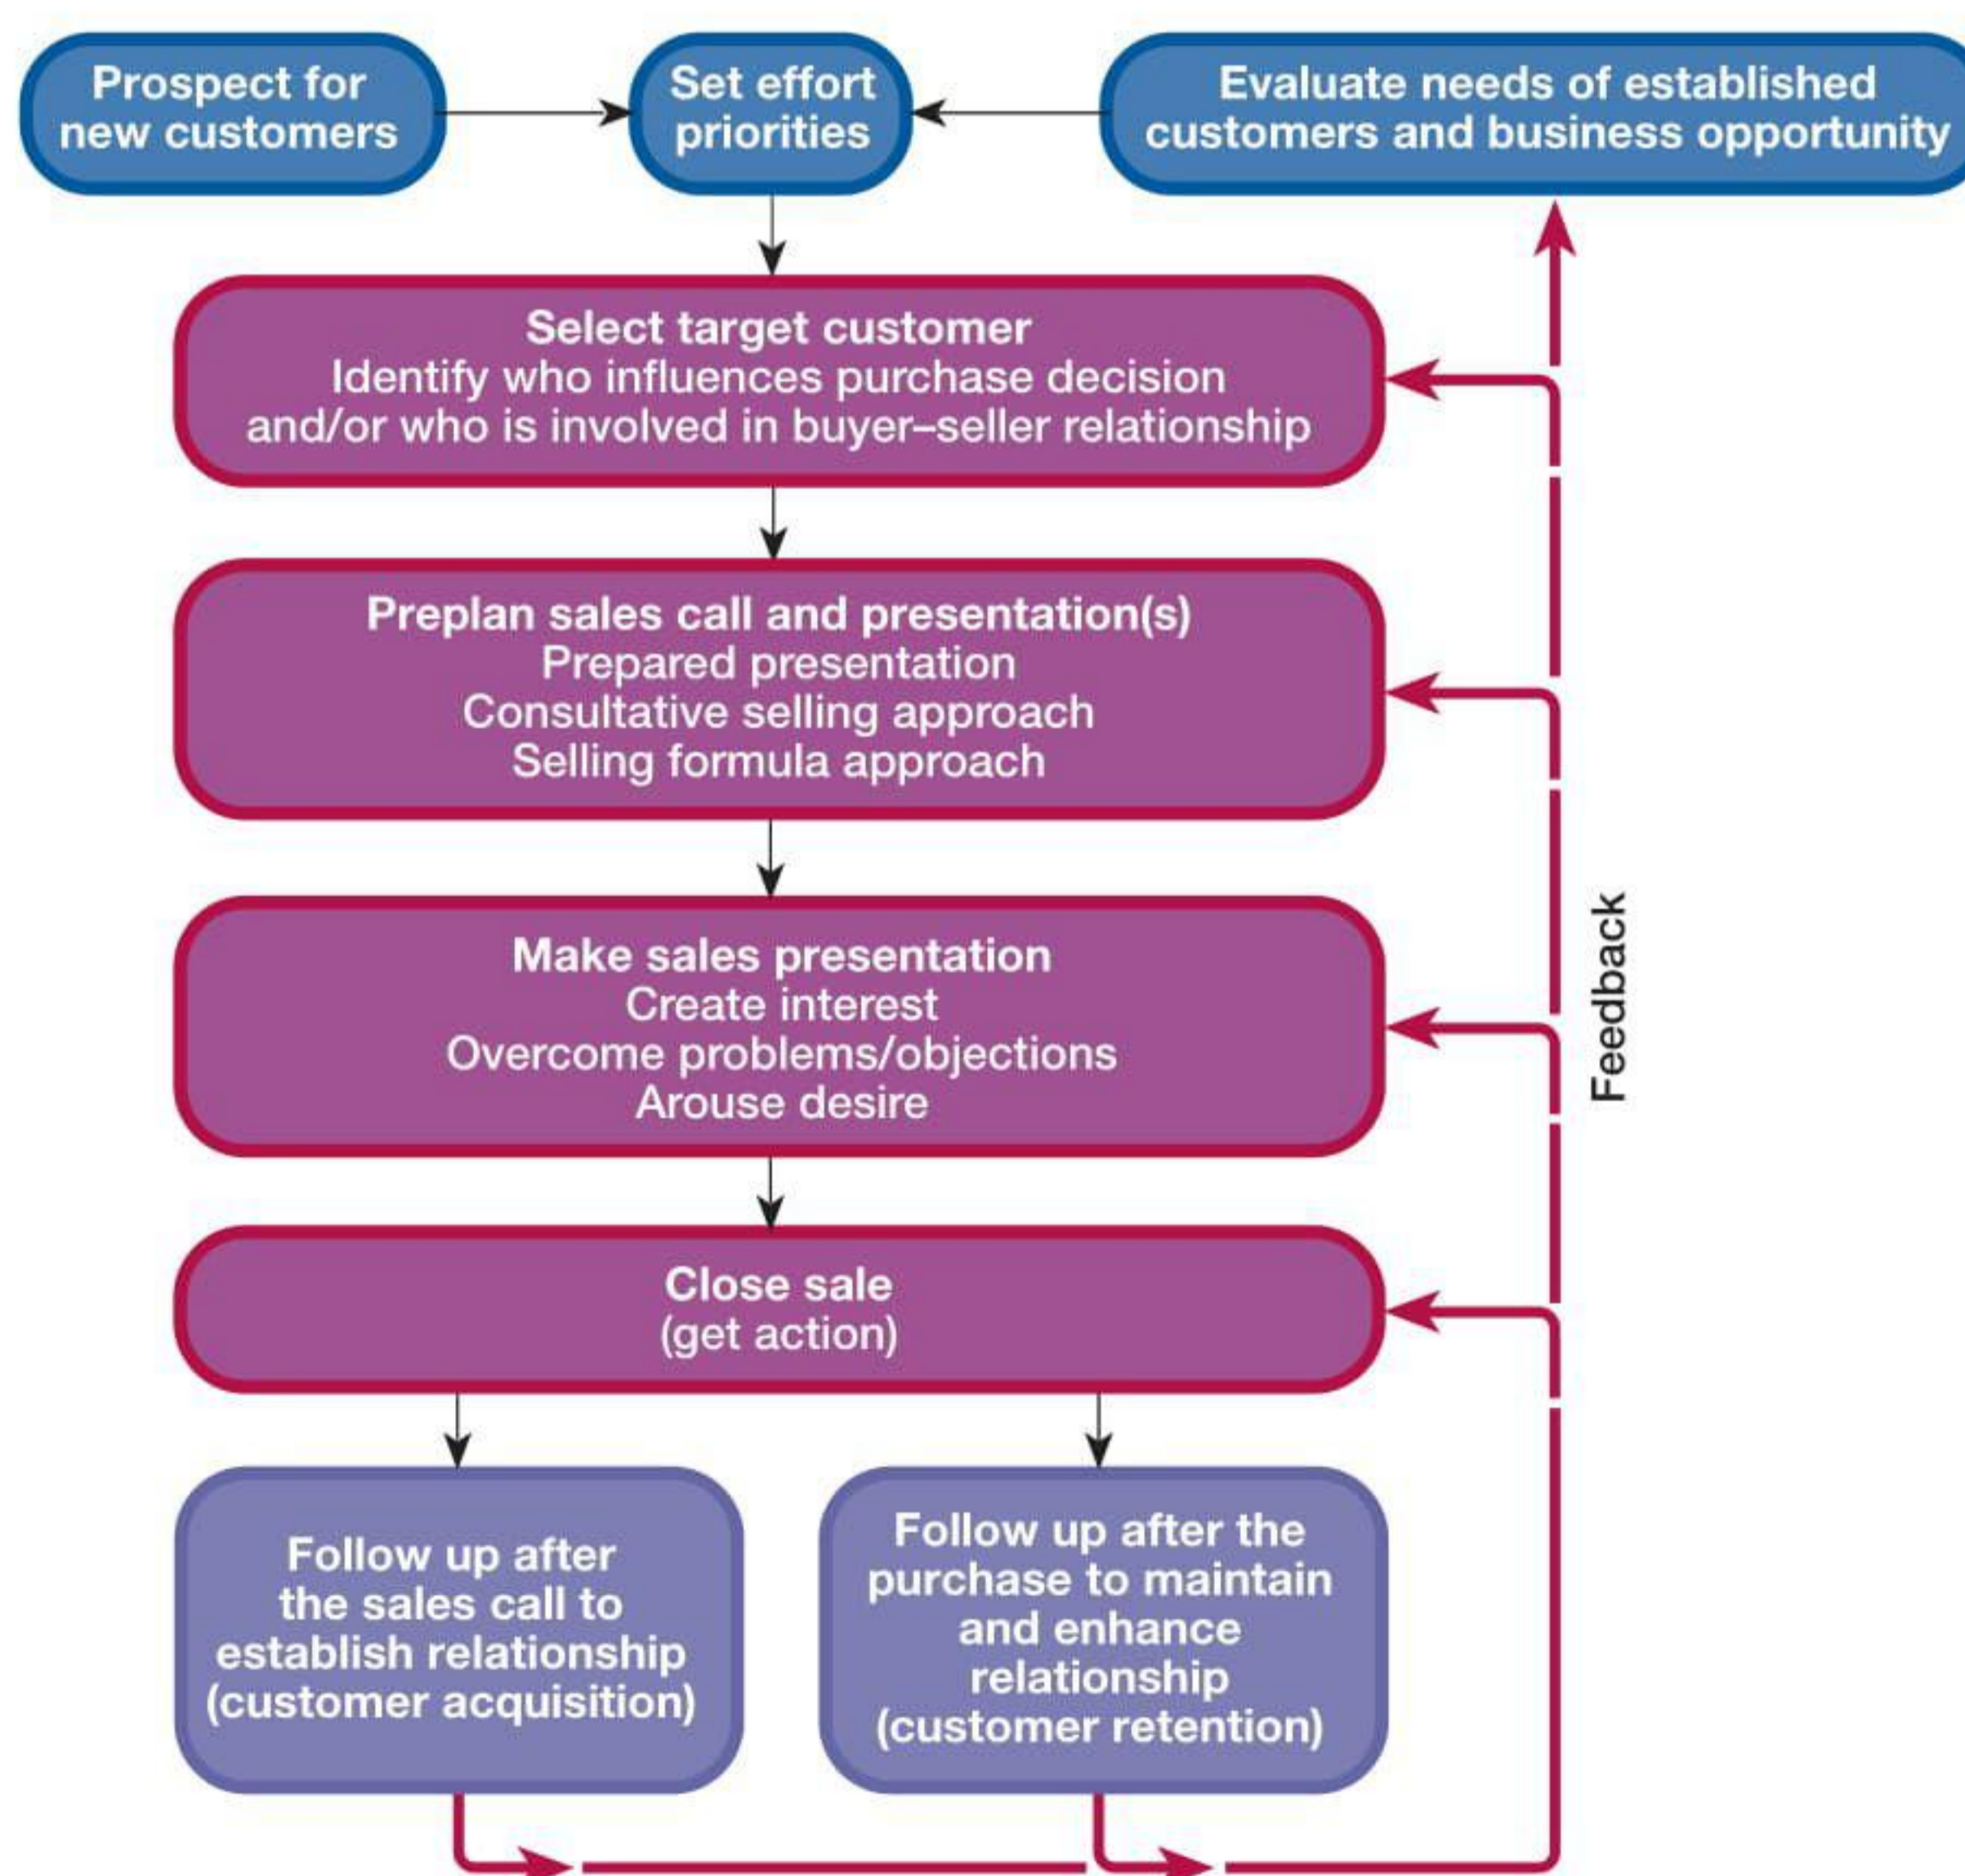 Prospect for
new customers
Set effort
priorities
Evaluate needs of established
customers and business opportunity
Select target customer
Identify who influences purchase decision
and/or who is involved in buyer–seller relationship
Preplan sales call and presentation(s)
Prepared presentation
Consultative selling approach
Selling formula approach
Make sales presentation
Create interest
Overcome problems/objections
Arouse desire
Feedback
Close sale
(get action)
Follow up after
the sales call to
establish relationship
(customer acquisition)
Follow up after the
purchase to maintain
and enhance
relationship
(customer retention)